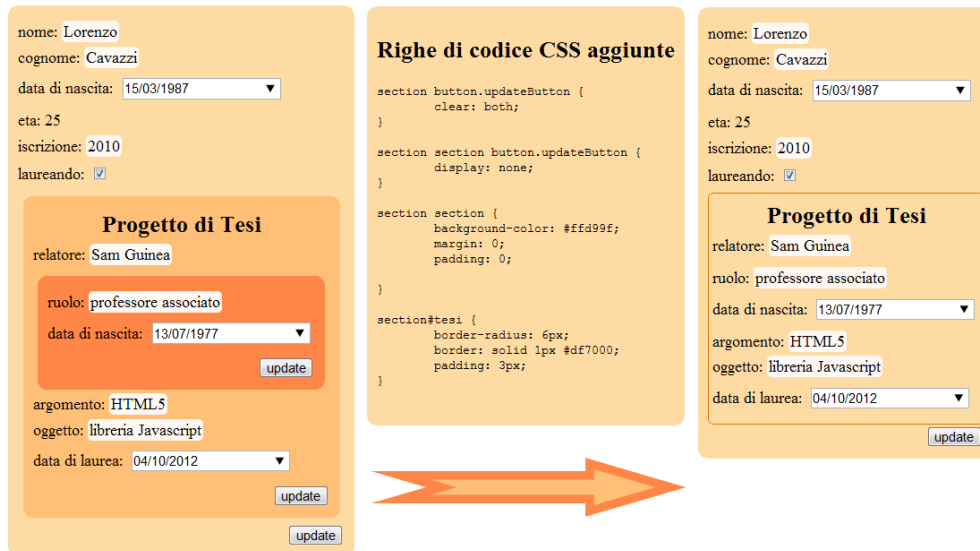 nome: Lorenzo
cognome: Cavazzi
data di nascita: 15/03/1987
eta: 25
iscrizione: 2010
laureando:
Progetto di Tesi
relatore: Sam Guinea
ruolo: professore associato
data di nascita: 13/07/1977
update
argomento: HTML5
oggetto: libreria Javascript
data di laurea: 04/10/2012
update
update
Righe di codice CSS aggiunte
section button.updateButton {
clear: both;
}
section section button.updateButton {
display: none;
}
section section {
background-color: #ffd99f;
margin: 0;
padding: 0;
}
section#tesi {
border-radius: 6px;
border: solid 1px #df7000;
padding: 3px;
}
nome: Lorenzo
cognome: Cavazzi
data di nascita: 15/03/1987
eta: 25
iscrizione: 2010
laureando:
Progetto di Tesi
relatore: Sam Guinea
ruolo: professore associato
data di nascita: 13/07/1977
argomento: HTML5
oggetto: libreria Javascript
data di laurea: 04/10/2012
update